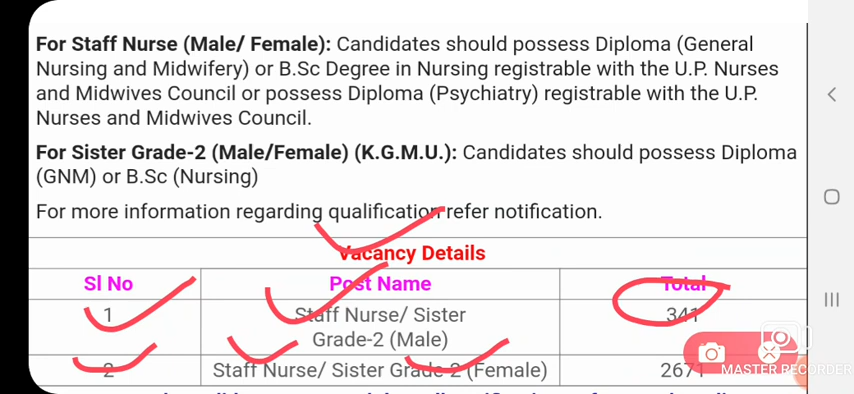 For Staff Nurse (Male/ Female): Candidates should possess Diploma (General
Nursing and Midwifery) or B.Sc Degree in Nursing registrable with the U.P. Nurses
and Midwives Council or possess Diploma (Psychiatry) registrable with the U.P.
Nurses and Midwives Council.
For Sister Grade-2 (Male/Female) (K.G.M.U.): Candidates should possess Diploma
(GNM) or B.Sc (Nursing)
For more information regarding qualification refer notification.
Vacancy Details
Sl No Post Name Total
1 Staff Nurse/ Sister 341
Grade-2 (Male)
2 Staff Nurse/ Sister Grade-2 (Female) 2671
MASTER RECORDER